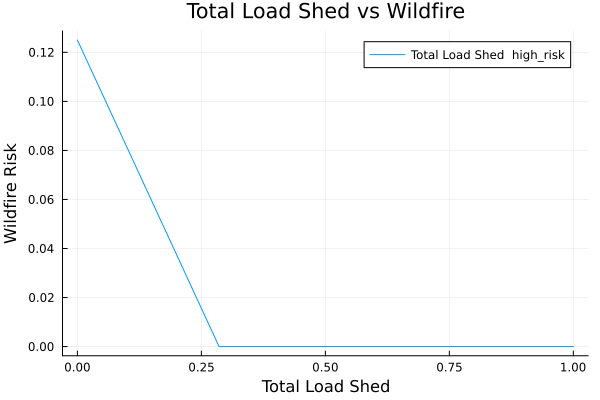 Total Load Shed vs Wildfire
Total Load Shed  high_risk
Wildfire Risk
0.12
0.10
0.08
0.06
0.04
0.02
0.00
0.00 0.25 0.50 0.75 1.00
Total Load Shed